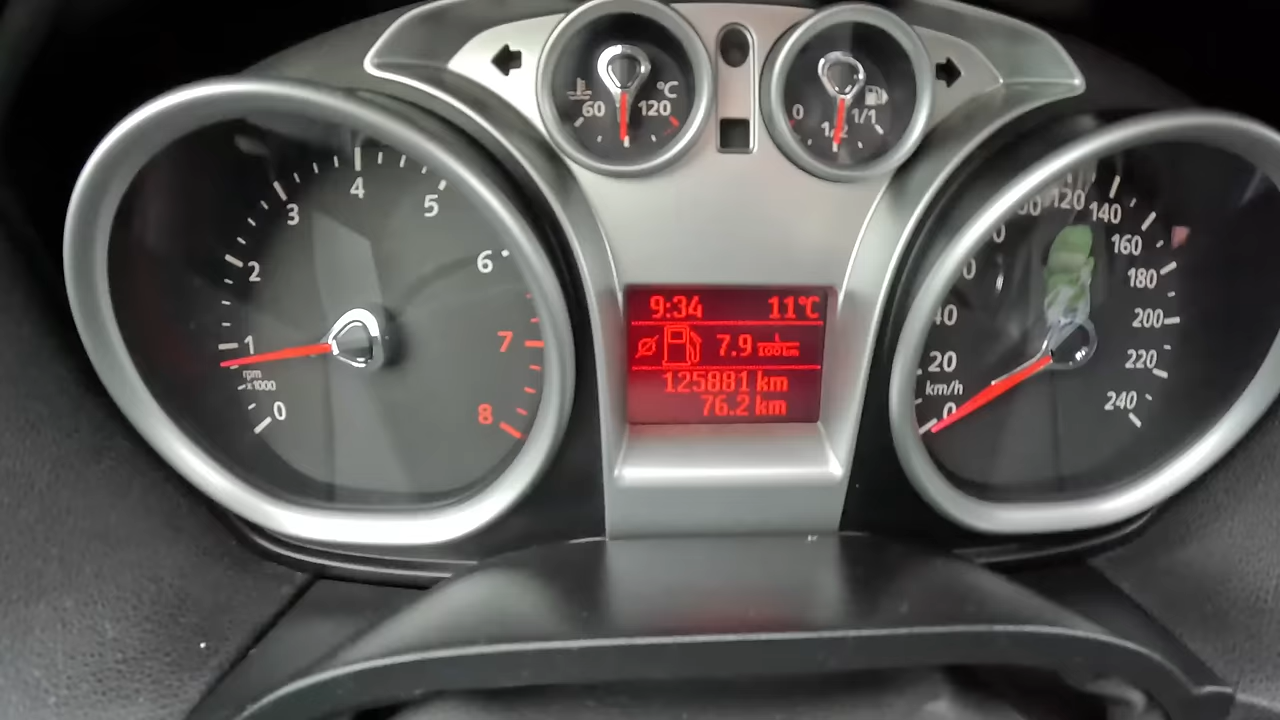 60 °C 120
0 1/2 1/1
1 2 3 4 5 6 7 8
rpm
x1000
0
9:34 11℃
7.9 l/100km
125881 km
76.2 km
0 20 40 120 140 160 180 200 220 240
km/h